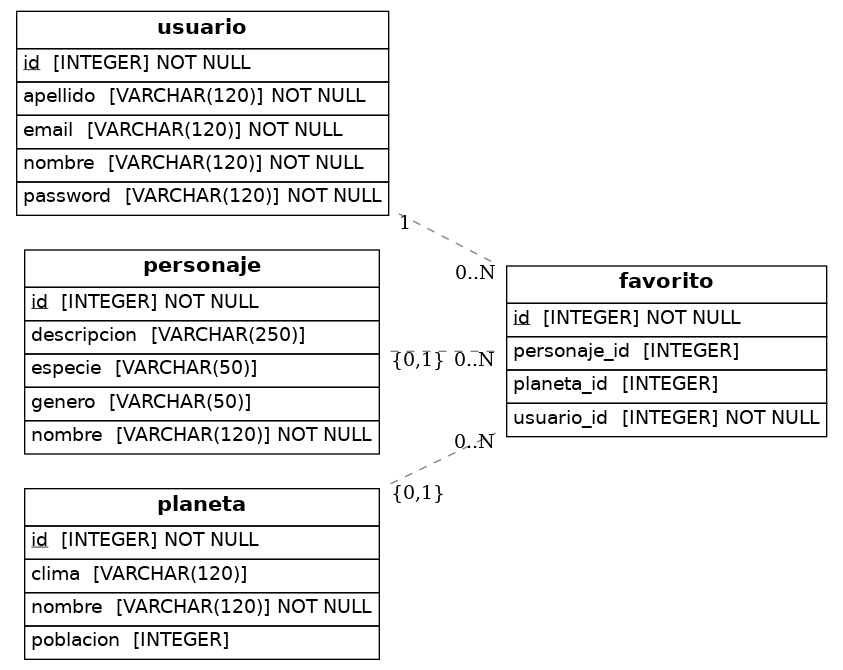 usuario
id [INTEGER] NOT NULL
apellido [VARCHAR(120)] NOT NULL
email [VARCHAR(120)] NOT NULL
nombre [VARCHAR(120)] NOT NULL
password [VARCHAR(120)] NOT NULL
1
0..N
personaje
id [INTEGER] NOT NULL
descripcion [VARCHAR(250)]
especie [VARCHAR(50)]
genero [VARCHAR(50)]
nombre [VARCHAR(120)] NOT NULL
{0,1} 0..N
favorito
id [INTEGER] NOT NULL
personaje_id [INTEGER]
planeta_id [INTEGER]
usuario_id [INTEGER] NOT NULL
0..N
{0,1}
planeta
id [INTEGER] NOT NULL
clima [VARCHAR(120)]
nombre [VARCHAR(120)] NOT NULL
poblacion [INTEGER]